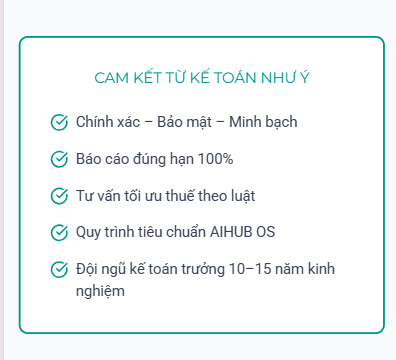 CAM KẾT TỪ KẾ TOÁN NHƯ Ý
Chính xác – Bảo mật – Minh bạch
Báo cáo đúng hạn 100%
Tư vấn tối ưu thuế theo luật
Quy trình tiêu chuẩn AIHUB OS
Đội ngũ kế toán trưởng 10–15 năm kinh
nghiệm